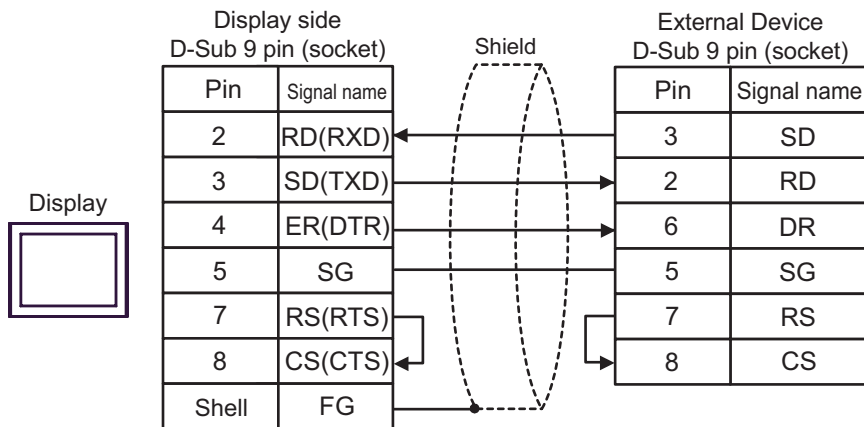 Display side
D-Sub 9 pin (socket)
Shield
External Device
D-Sub 9 pin (socket)
Pin Signal name
Pin Signal name
2 RD(RXD)
3 SD
3 SD(TXD)
2 RD
Display
4 ER(DTR)
6 DR
5 SG
5 SG
7 RS(RTS)
7 RS
8 CS(CTS)
8 CS
Shell FG